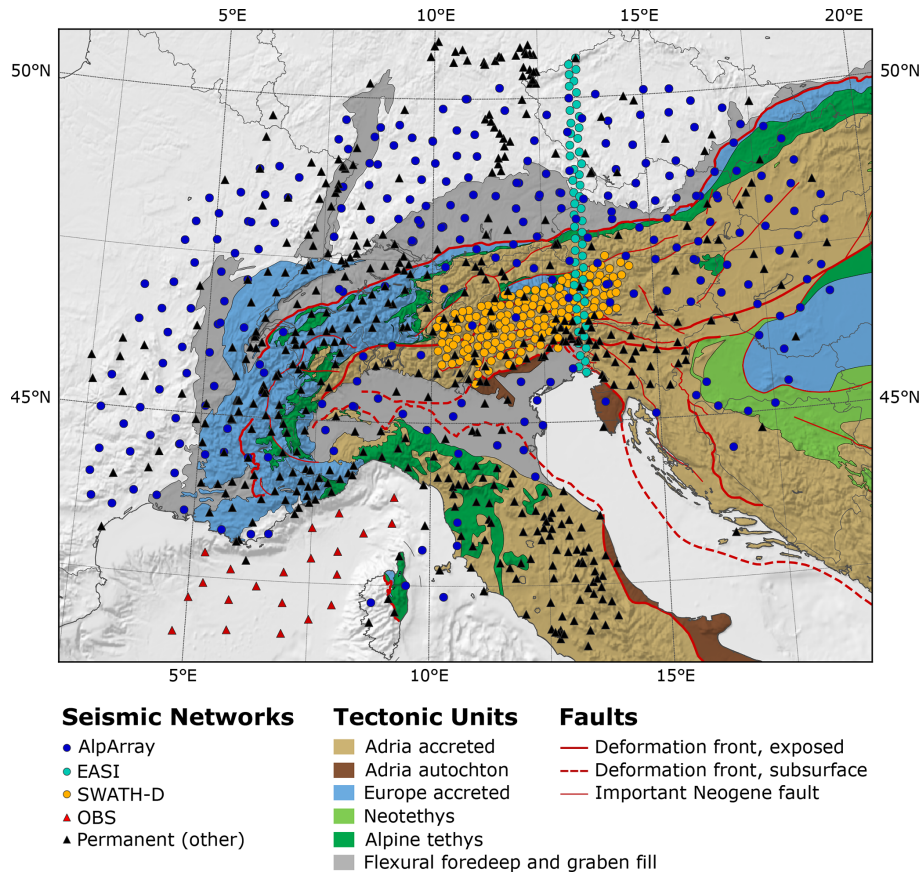 5°E 10°E 15°E 20°E
50°N 50°N
45°N 45°N
5°E 10°E 15°E
Seismic Networks
AlpArray
EASI
SWATH-D
OBS
Permanent (other)
Tectonic Units
Adria accreted
Adria autochton
Europe accreted
Neotethys
Alpine tethys
Flexural foredeep and graben fill
Faults
Deformation front, exposed
Deformation front, subsurface
Important Neogene fault